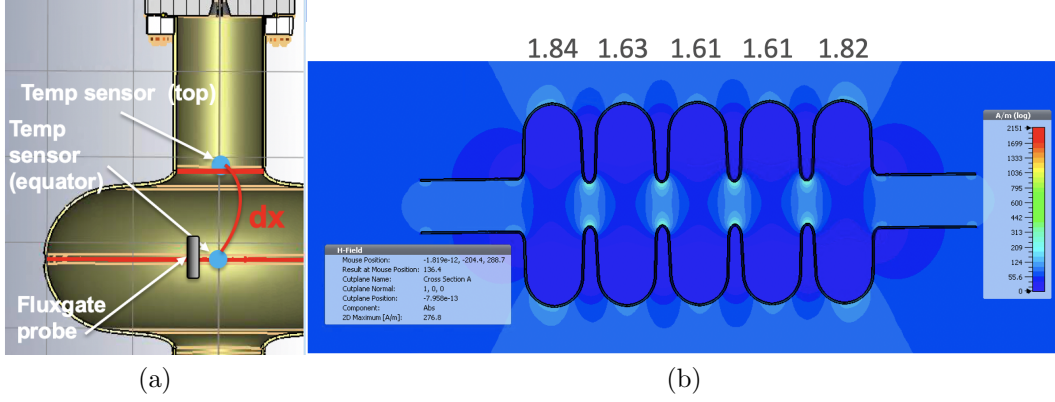 Temp sensor (top)
Temp
sensor
(equator)
dx
Fluxgate
probe
(a)
1.84 1.63 1.61 1.61 1.82
A/m (log)
2151
1699
1333
1036
795
600
442
313
209
124
55.6
0
H-Field
Mouse Position: -1.819e-12, -204.4, 288.7
Result at Mouse Position: 136.4
Cutplane Name: Cross Section A
Cutplane Normal: 1, 0, 0
Cutplane Position: -7.958e-13
Component: Abs
2D Maximum [A/m]: 276.8
(b)